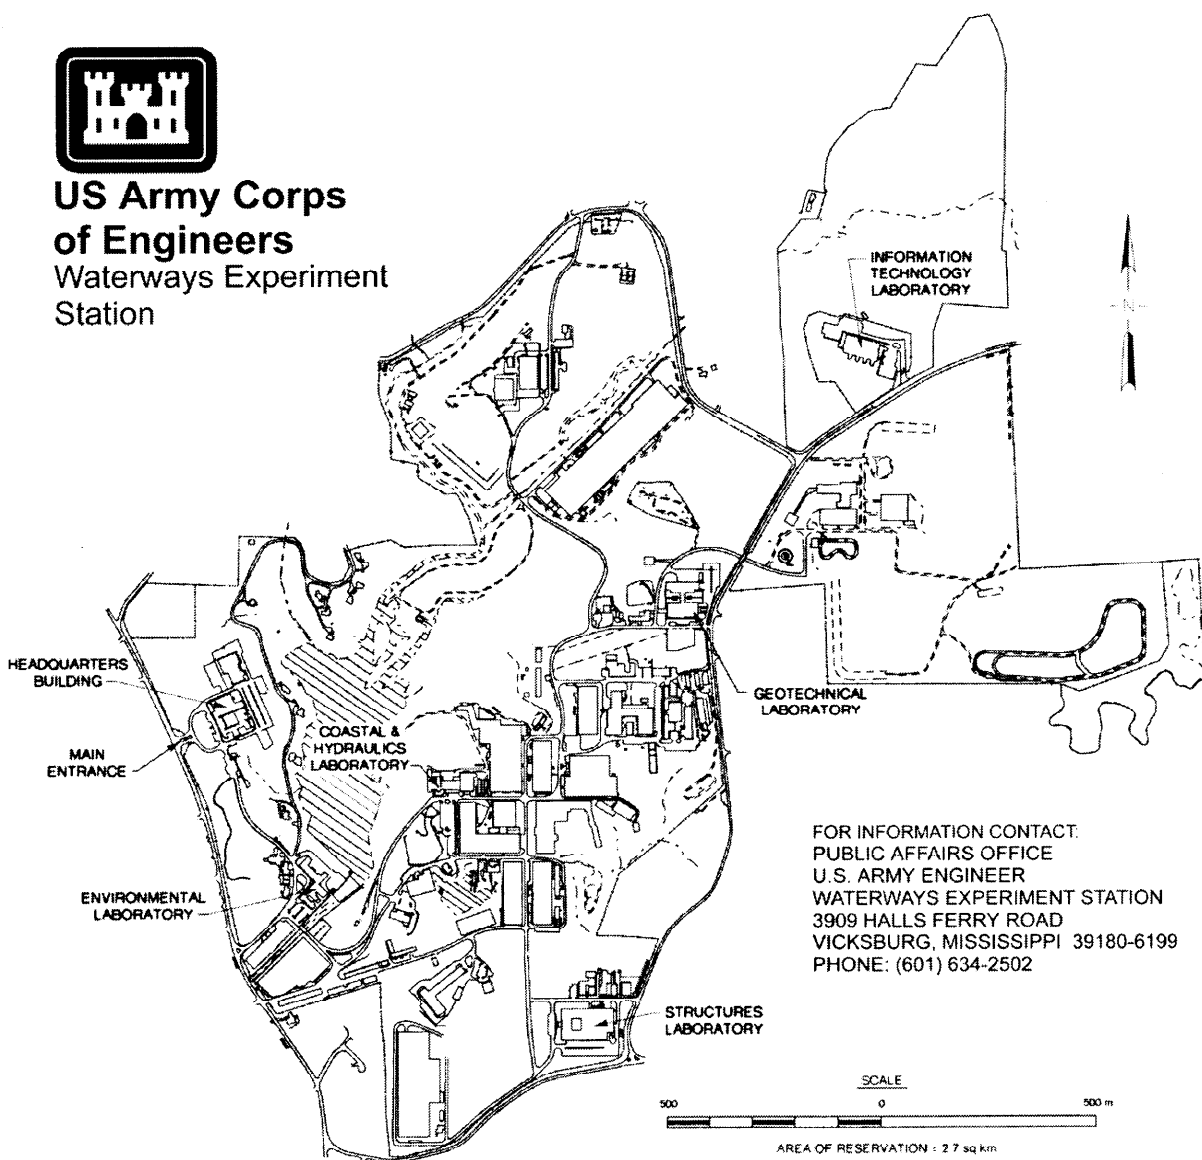 US Army Corps
of Engineers
Waterways Experiment
Station
INFORMATION
TECHNOLOGY
LABORATORY
N
HEADQUARTERS
BUILDING
MAIN
ENTRANCE
COASTAL &
HYDRAULICS
LABORATORY
GEOTECHNICAL
LABORATORY
ENVIRONMENTAL
LABORATORY
STRUCTURES
LABORATORY
FOR INFORMATION CONTACT:
PUBLIC AFFAIRS OFFICE
U.S. ARMY ENGINEER
WATERWAYS EXPERIMENT STATION
3909 HALLS FERRY ROAD
VICKSBURG, MISSISSIPPI 39180-6199
PHONE: (601) 634-2502
SCALE
500 0 500 m
AREA OF RESERVATION : 2.7 sq km